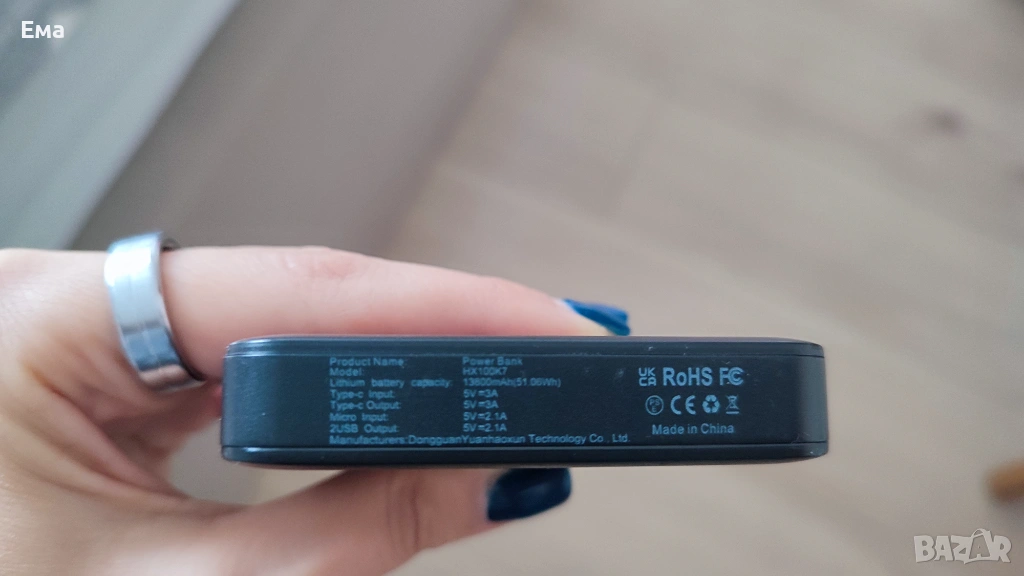 Ема
Product Name: Power Bank
Model: HX100K7
Lithium battery capacity: 13800mAh(51.06Wh)
Type-c Input: 5V=3A
Type-c Output: 5V=3A
Micro Input: 5V=2.1A
2USB Output: 5V=2.1A
Manufacturers:DongguanYuanhaoxun Technology Co., Ltd
UK CA RoHS FC
CE
Made in China
BAZAR